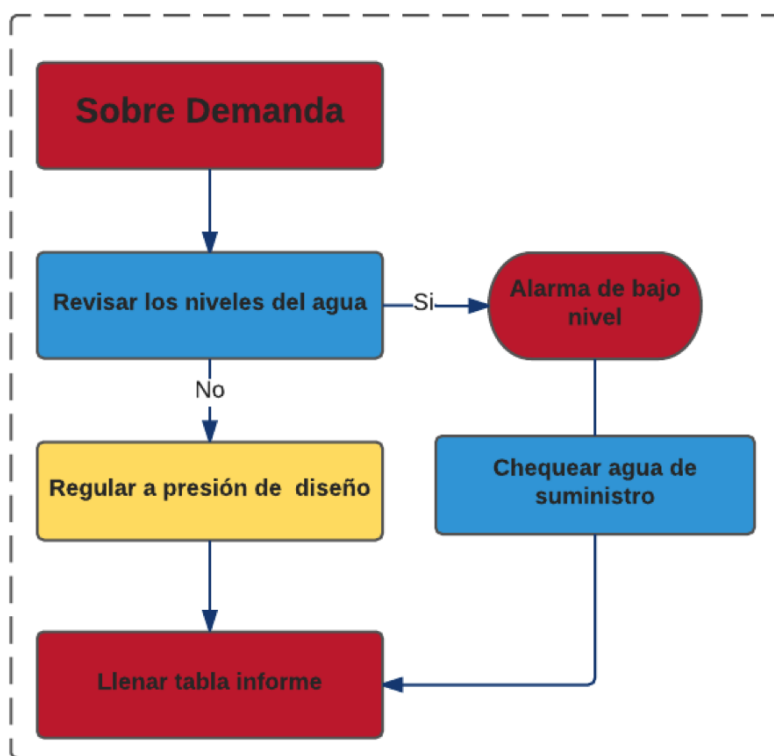 Sobre Demanda
Revisar los niveles del agua
Si
Alarma de bajo
nivel
No
Regular a presión de diseño
Chequear agua de
suministro
Llenar tabla informe